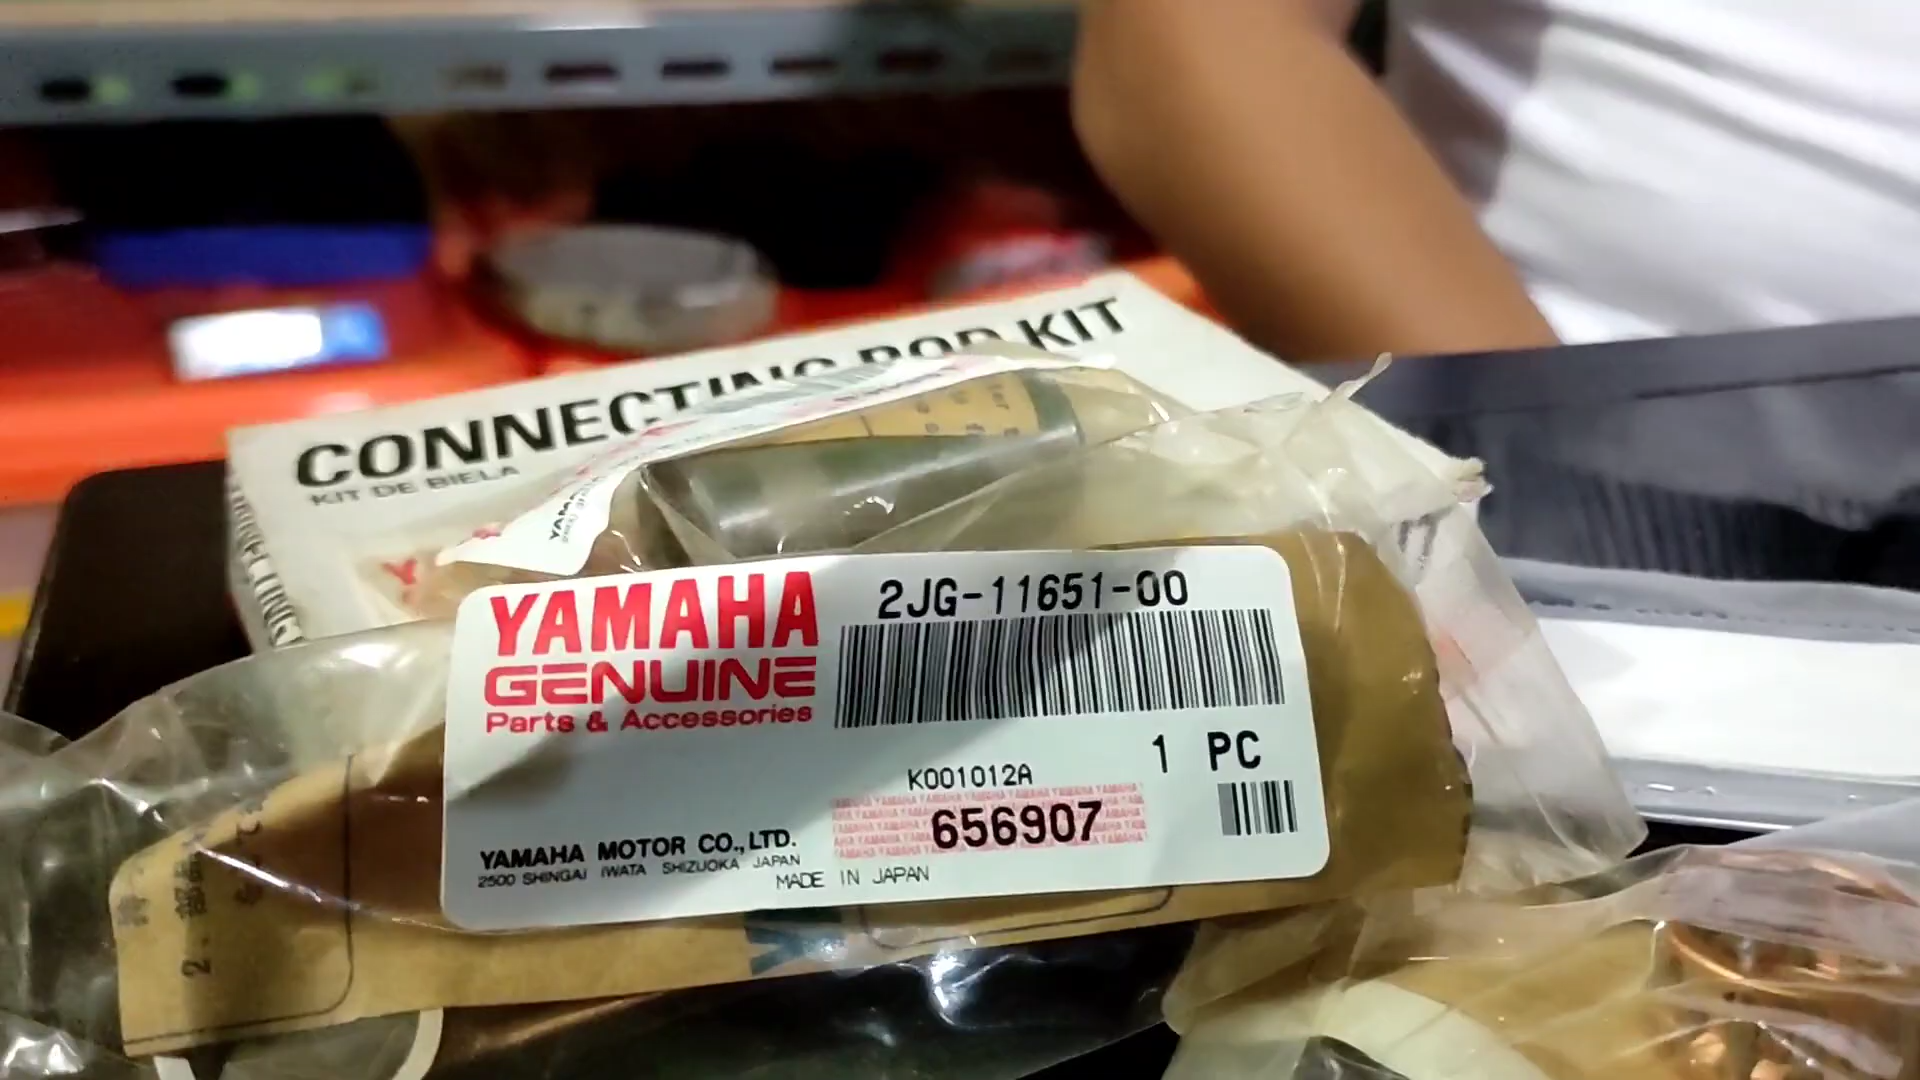 CONNECTING ROD KIT
KIT DE BIELA
YAMAHA
GENUINE
Parts & Accessories
2JG-11651-00
1 PC
K001012A
656907
YAMAHA MOTOR CO., LTD.
2500 SHINGAI IWATA SHIZUOKA JAPAN
MADE IN JAPAN
2.